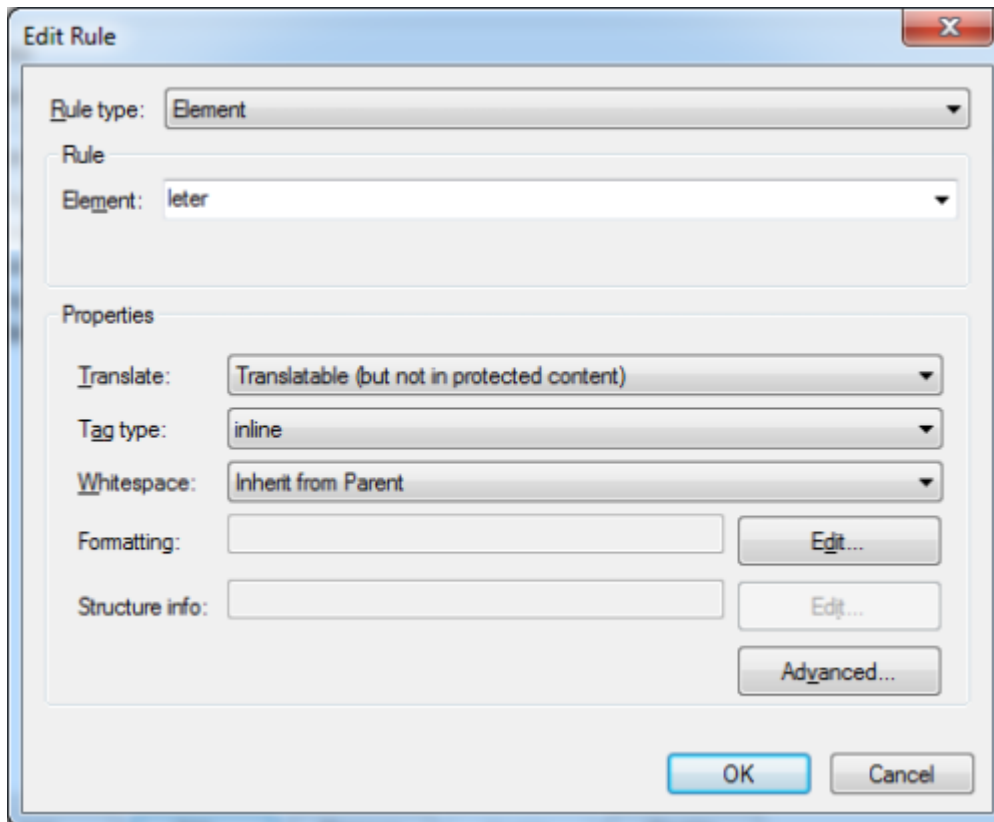 Edit Rule
Rule type: Element
Rule
Element: leter
Properties
Translate: Translatable (but not in protected content)
Tag type: inline
Whitespace: Inherit from Parent
Formatting: Edit...
Structure info: Edit...
Advanced...
OK Cancel